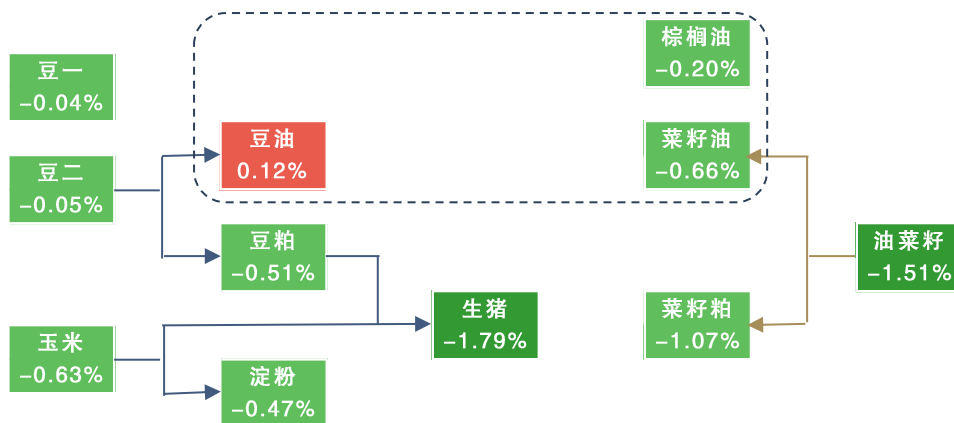 棕榈油
-0.20%
豆一
-0.04%
豆油
0.12%
菜籽油
-0.66%
豆二
-0.05%
豆粕
-0.51%
油菜籽
-1.51%
生猪
-1.79%
菜籽粕
-1.07%
玉米
-0.63%
淀粉
-0.47%